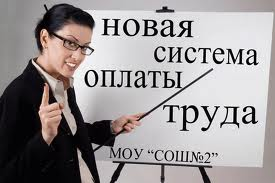 новая
система
оплаты
труда
МОУ "СОШ№2"